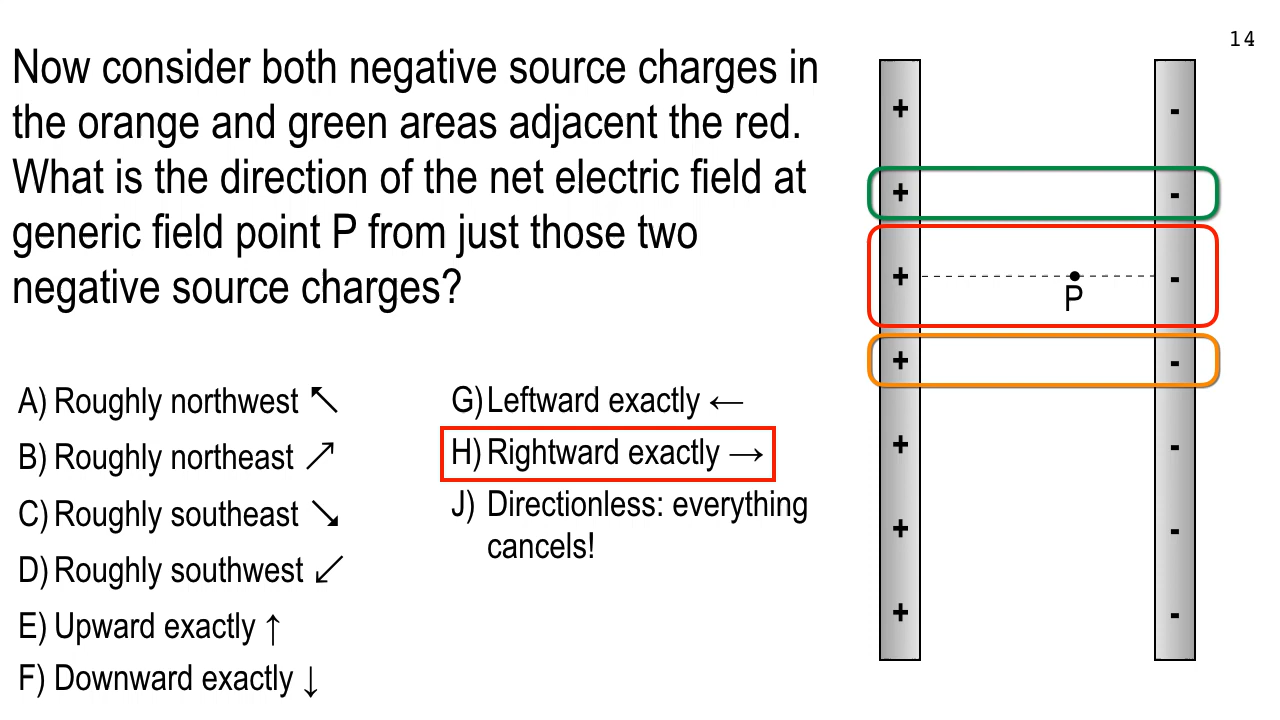 14
Now consider both negative source charges in
the orange and green areas adjacent the red.
What is the direction of the net electric field at
generic field point P from just those two
negative source charges?
A) Roughly northwest ↖
B) Roughly northeast ↗
C) Roughly southeast ↘
D) Roughly southwest ↙
E) Upward exactly ↑
F) Downward exactly ↓
G) Leftward exactly ←
H) Rightward exactly →
J) Directionless: everything
cancels!
+ -
+ -
+ -
P
+ -
+ -
+ -
+ -